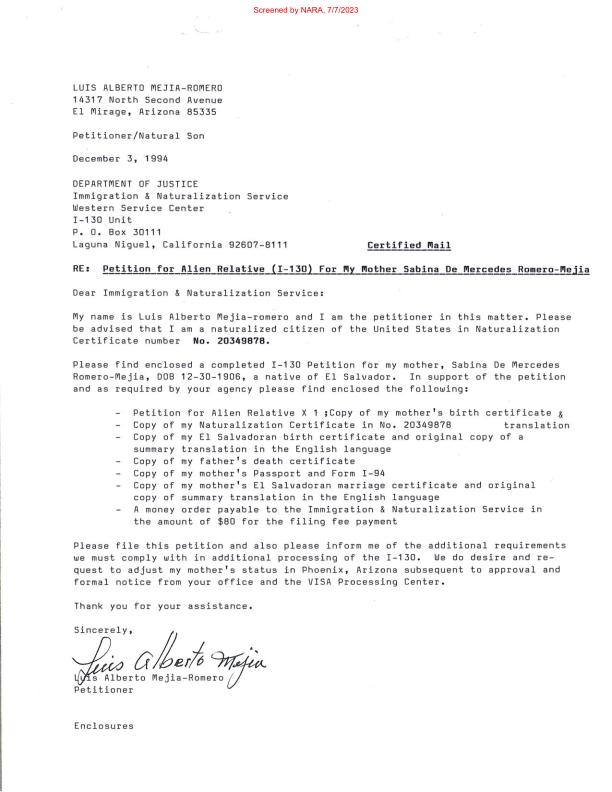 Screened by NARA, 7/7/2023
LUIS ALBERTO MEJIA-ROMERO
14317 North Second Avenue
El Mirage, Arizona 85335
Petitioner/Natural Son
December 3, 1994
DEPARTMENT OF JUSTICE
Immigration & Naturalization Service
Western Service Center
I-130 Unit
P. O. Box 30111
Laguna Niguel, California 92607-8111 Certified Mail
RE: Petition for Alien Relative (I-130) For My Mother Sabina De Mercedes Romero-Mejia
Dear Immigration & Naturalization Service:
My name is Luis Alberto Mejia-romero and I am the petitioner in this matter. Please
be advised that I am a naturalized citizen of the United States in Naturalization
Certificate number No. 20349878.
Please find enclosed a completed I-130 Petition for my mother, Sabina De Mercedes
Romero-Mejia, DOB 12-30-1906, a native of El Salvador. In support of the petition
and as required by your agency please find enclosed the following:
- Petition for Alien Relative X 1 ;Copy of my mother's birth certificate &
- Copy of my Naturalization Certificate in No. 20349878 translation
- Copy of my El Salvadoran birth certificate and original copy of a
summary translation in the English language
- Copy of my father's death certificate
- Copy of my mother's Passport and Form I-94
- Copy of my mother's El Salvadoran marriage certificate and original
copy of summary translation in the English language
- A money order payable to the Immigration & Naturalization Service in
the amount of $80 for the filing fee payment
Please file this petition and also please inform me of the additional requirements
we must comply with in additional processing of the I-130. We do desire and re-
quest to adjust my mother's status in Phoenix, Arizona subsequent to approval and
formal notice from your office and the VISA Processing Center.
Thank you for your assistance.
Sincerely,
Luis Alberto Mejia
Luis Alberto Mejia-Romero
Petitioner
Enclosures